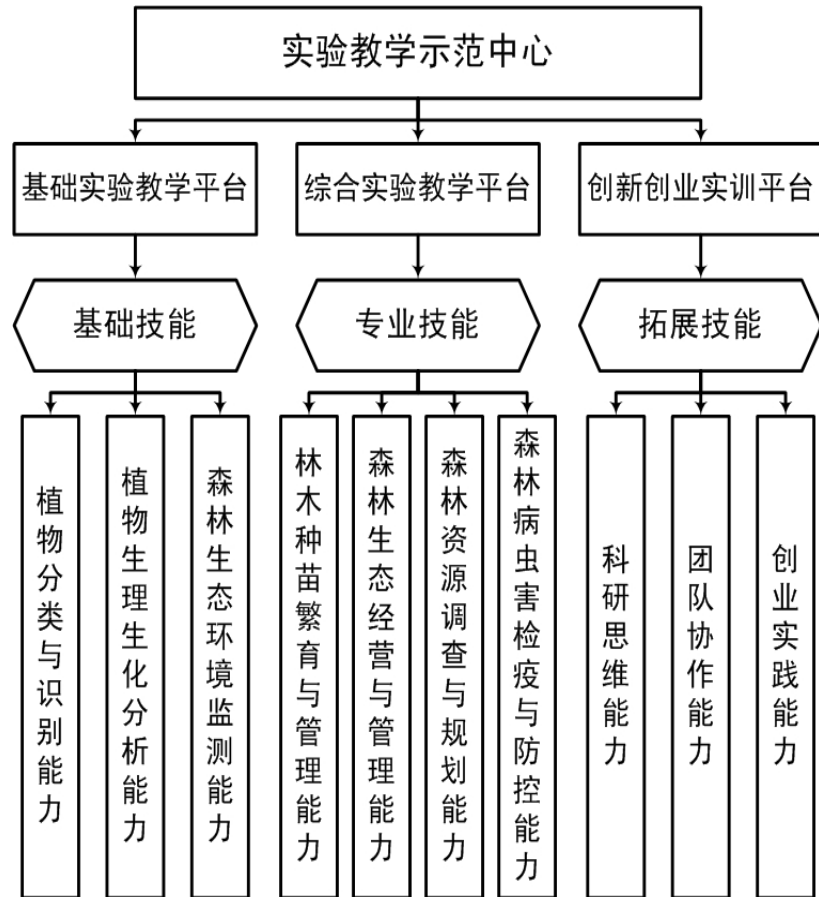 实验教学示范中心
基础实验教学平台
综合实验教学平台
创新创业实训平台
基础技能
专业技能
拓展技能
植物分类与识别能力
植物生理生化分析能力
森林生态环境监测能力
林木种苗繁育与管理能力
森林生态经营与管理能力
森林资源调查与规划能力
森林病虫害检疫与防控能力
科研思维能力
团队协作能力
创业实践能力